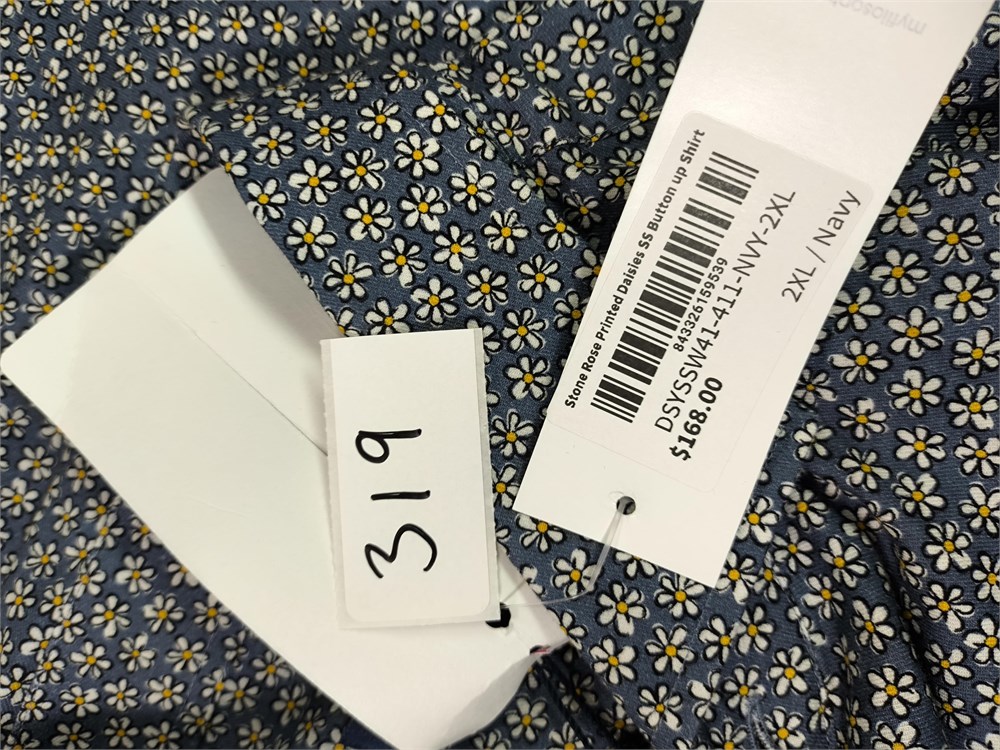 Stone Rose Printed Daisies SS Button up Shirt
843326159539
DSYSSW41-411-NVY-2XL
$168.00
2XL / Navy
319